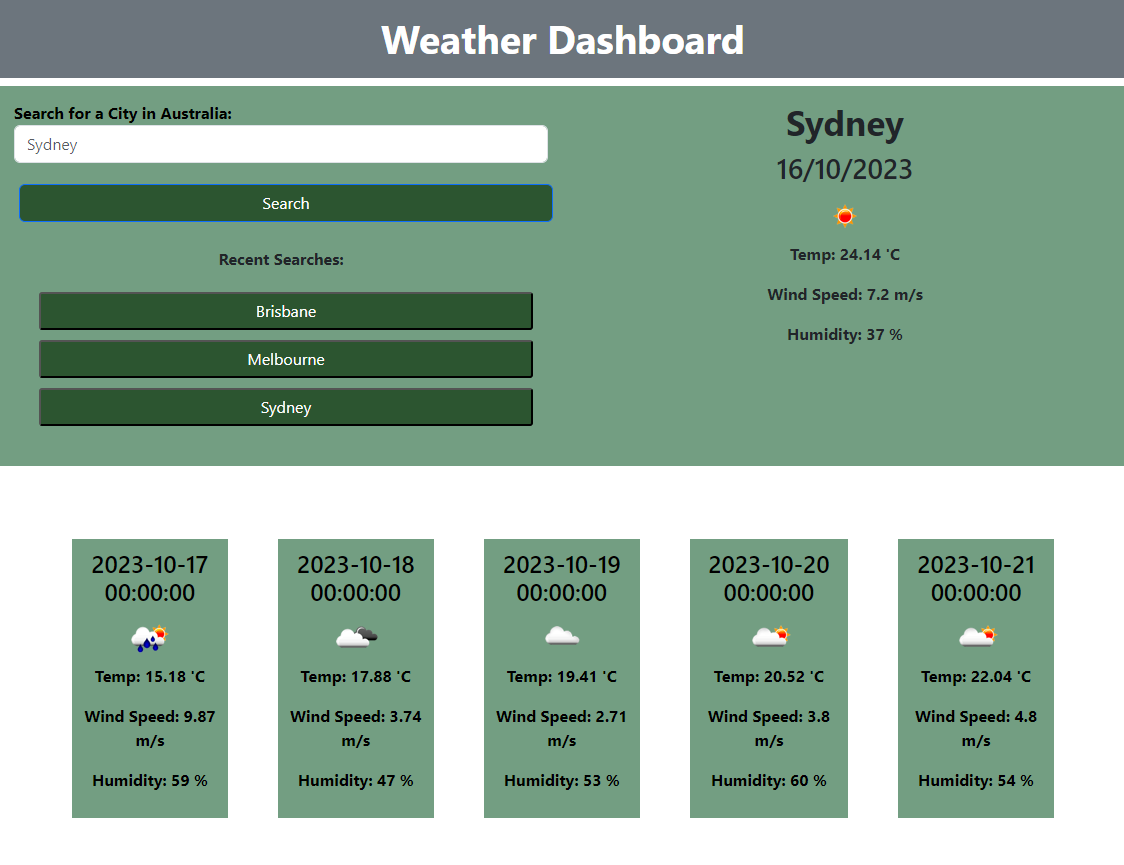 Weather Dashboard
Search for a City in Australia:
Sydney
Search
Recent Searches:
Brisbane
Melbourne
Sydney
Sydney
16/10/2023
Temp: 24.14 'C
Wind Speed: 7.2 m/s
Humidity: 37 %
2023-10-17
00:00:00
Temp: 15.18 'C
Wind Speed: 9.87
m/s
Humidity: 59 %
2023-10-18
00:00:00
Temp: 17.88 'C
Wind Speed: 3.74
m/s
Humidity: 47 %
2023-10-19
00:00:00
Temp: 19.41 'C
Wind Speed: 2.71
m/s
Humidity: 53 %
2023-10-20
00:00:00
Temp: 20.52 'C
Wind Speed: 3.8
m/s
Humidity: 60 %
2023-10-21
00:00:00
Temp: 22.04 'C
Wind Speed: 4.8
m/s
Humidity: 54 %